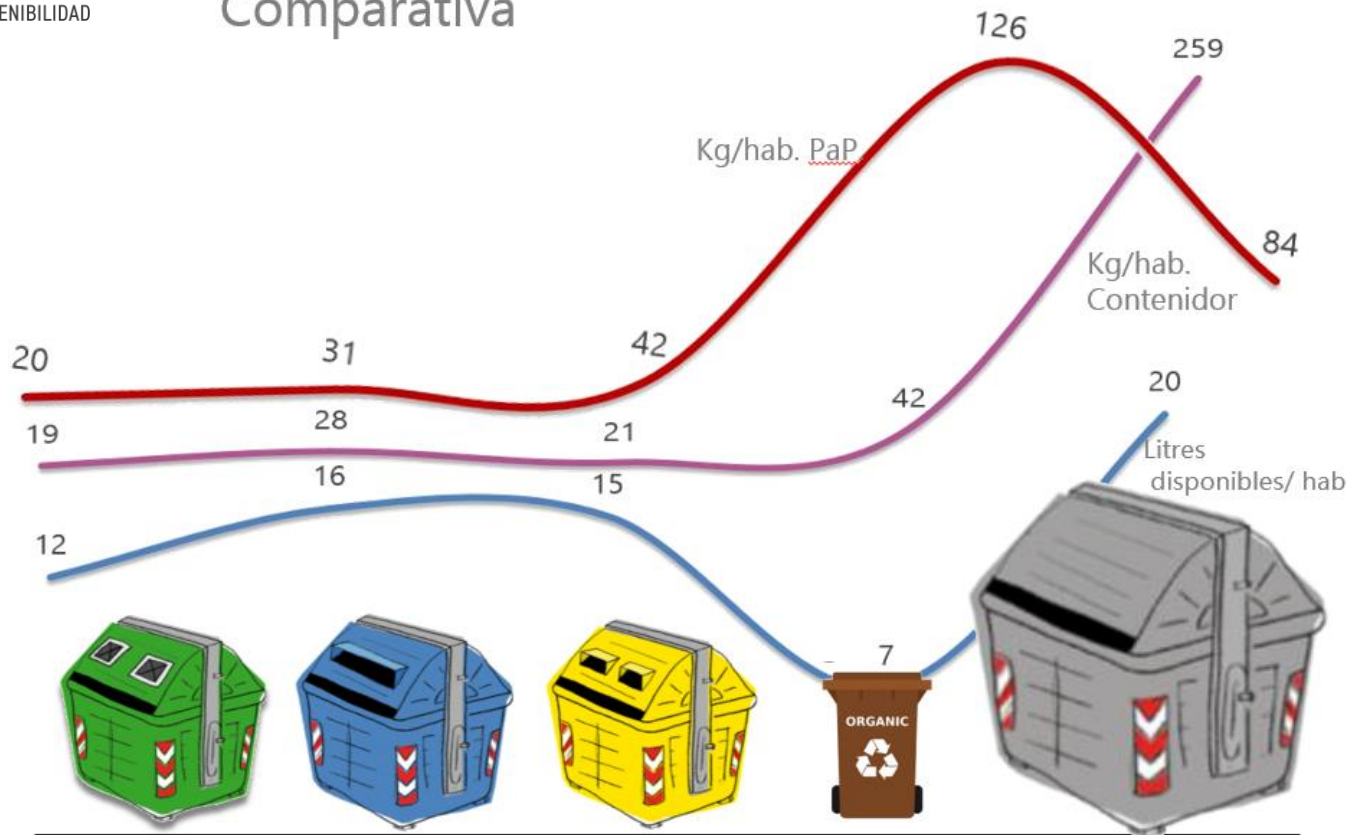 ENIBILIDAD
Comparativa
126
259
Kg/hab. PaP
Kg/hab.
Contenidor
84
20
31
42
19
28
21
42
20
Litres
disponibles/ hab
16
15
12
7
ORGANIC